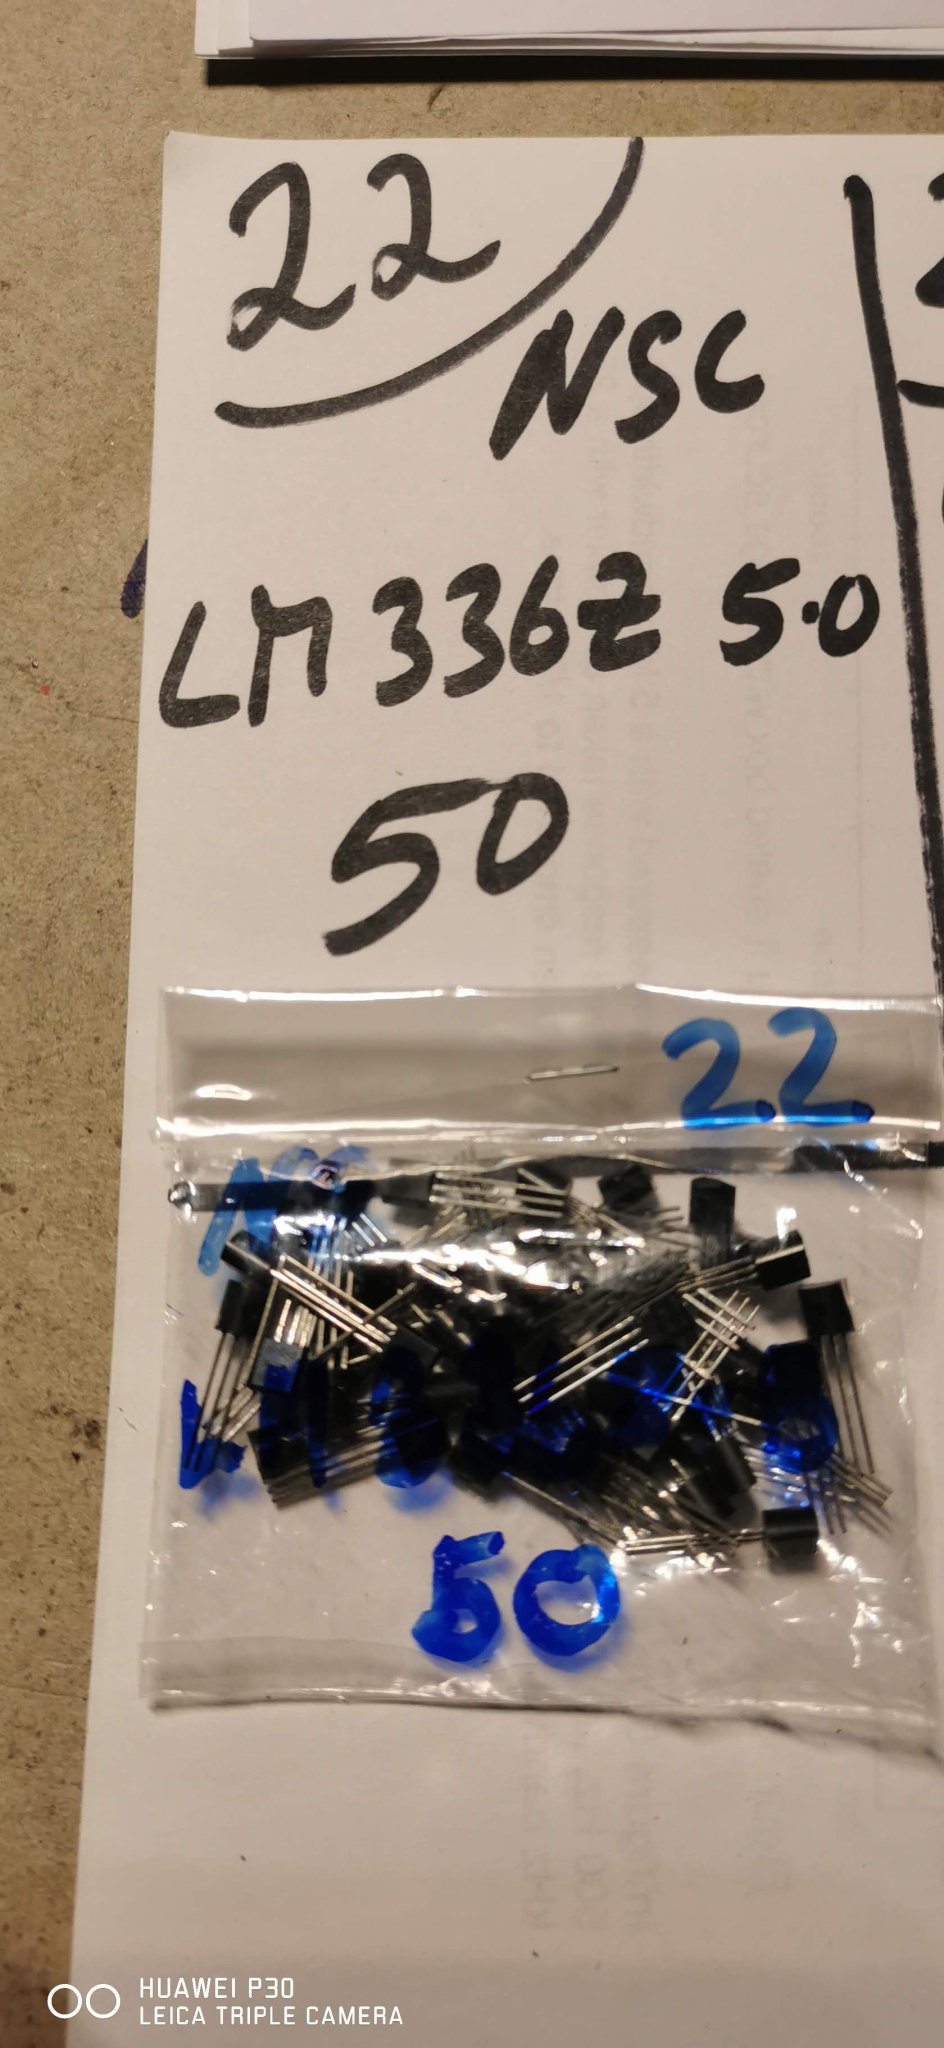 22
NSC
LM336Z 5.0
50
22
50
HUAWEI P30
LEICA TRIPLE CAMERA